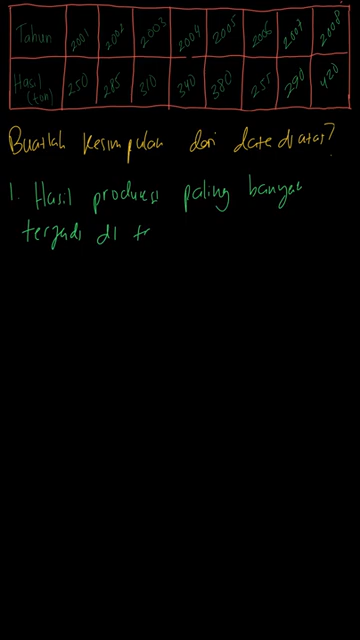 Tahun 2001 2002 2003 2004 2005 2006 2007 2008
Hasil (ton) 250 285 310 340 380 255 290 420
Buatlah kesimpulan dari data diatas?
1. Hasil produksi paling banyak
terjadi di t